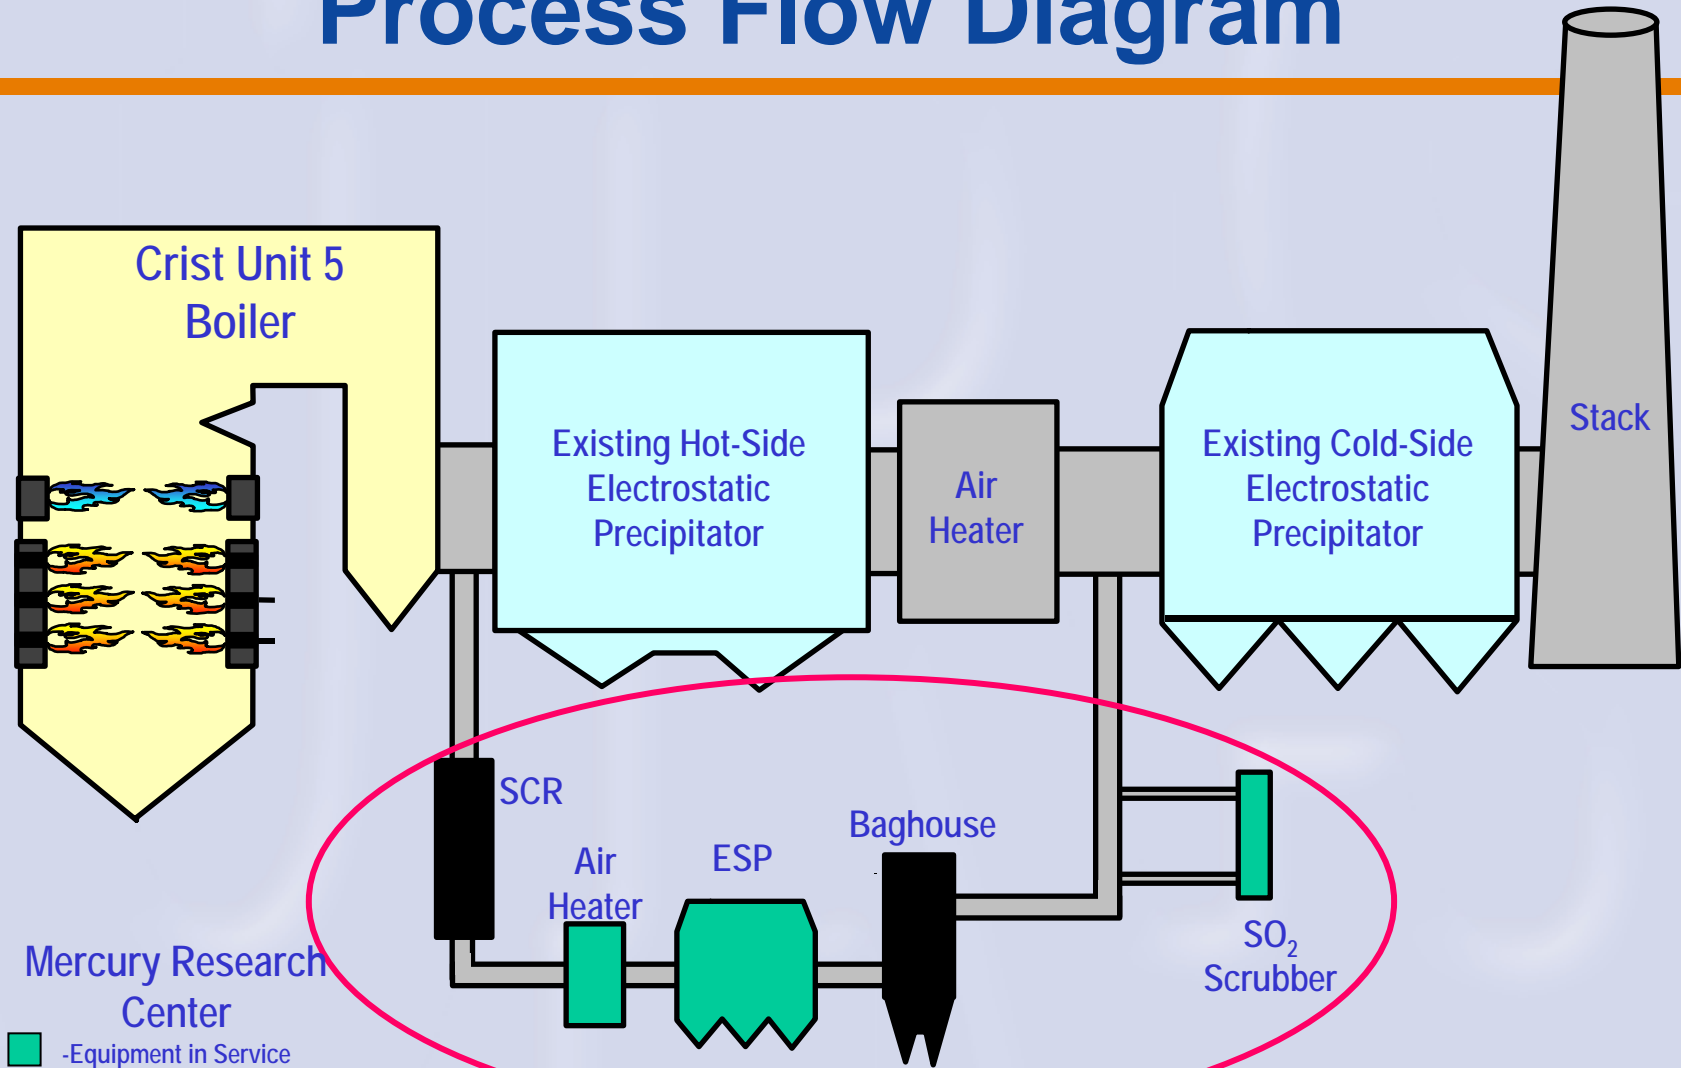 Process Flow Diagram
Crist Unit 5
Boiler
Existing Hot-Side
Electrostatic
Precipitator
Air
Heater
Existing Cold-Side
Electrostatic
Precipitator
Stack
SCR
Air
Heater
ESP
Baghouse
SO₂
Scrubber
Mercury Research
Center
-Equipment in Service